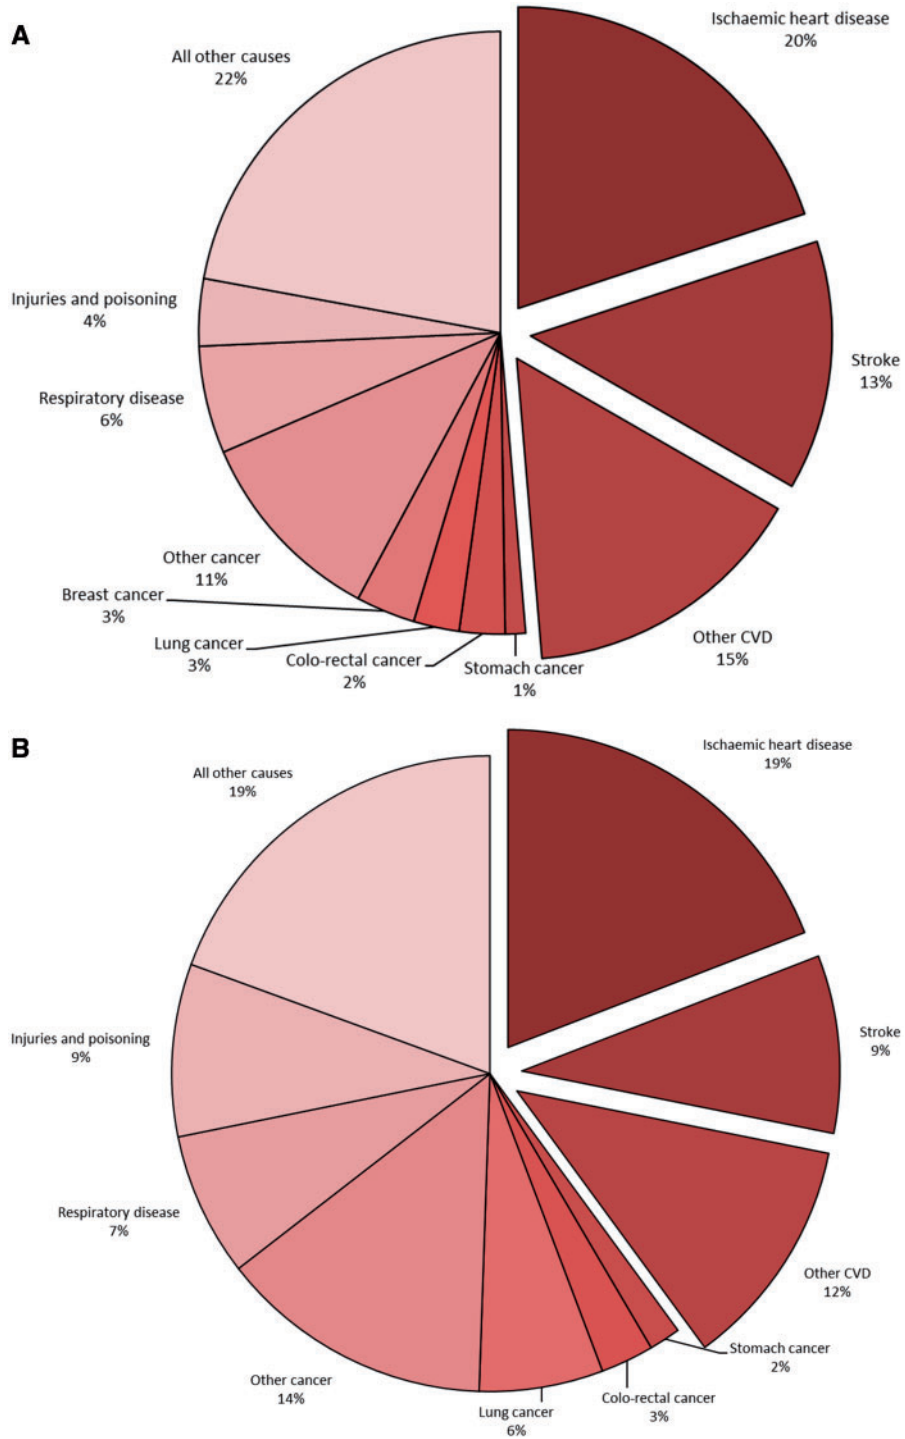 A
Ischaemic heart disease
20%
All other causes
22%
Injuries and poisoning
4%
Stroke
13%
Respiratory disease
6%
Other cancer
11%
Breast cancer
3%
Lung cancer
3%
Colo-rectal cancer
2%
Stomach cancer
1%
Other CVD
15%
B
Ischaemic heart disease
19%
All other causes
19%
Injuries and poisoning
9%
Stroke
9%
Respiratory disease
7%
Other CVD
12%
Stomach cancer
2%
Other cancer
14%
Colo-rectal cancer
3%
Lung cancer
6%